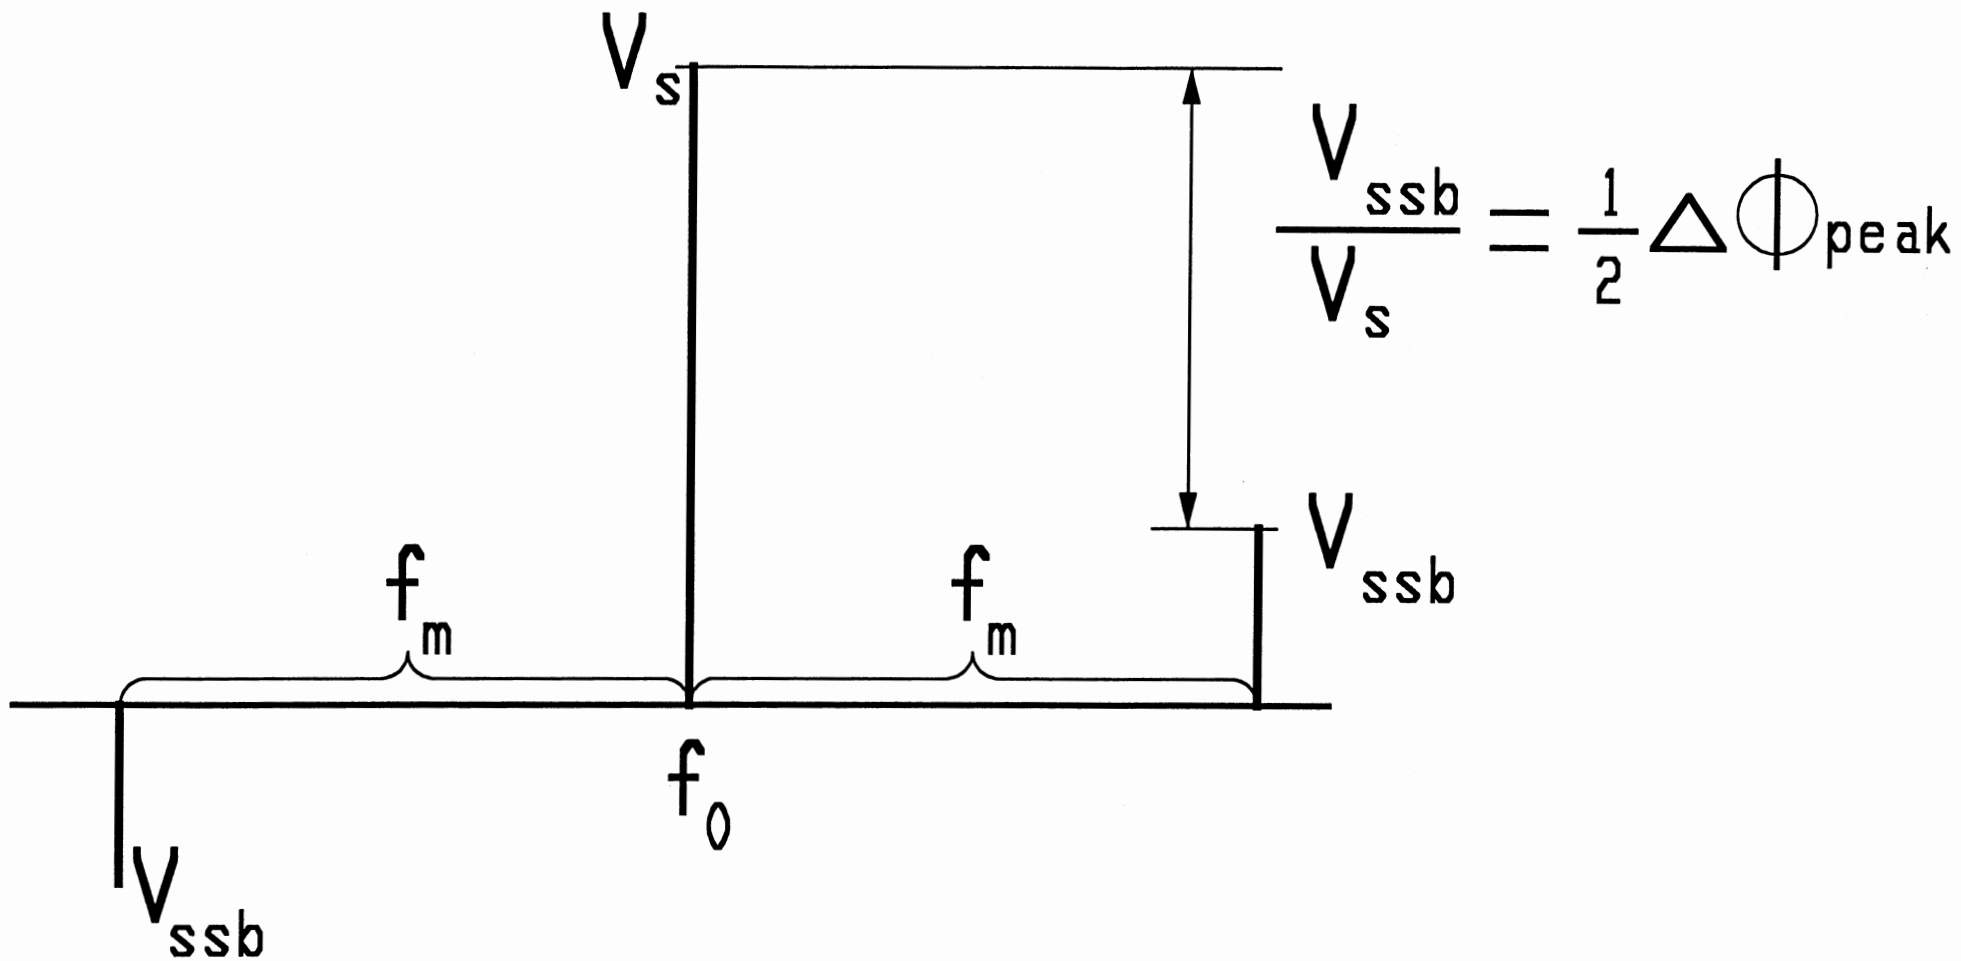 V_s
V_ssb / V_s = 1/2 ΔΦ_peak
V_ssb
f_m f_m
f_0
V_ssb